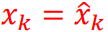 x_k = x̂_k